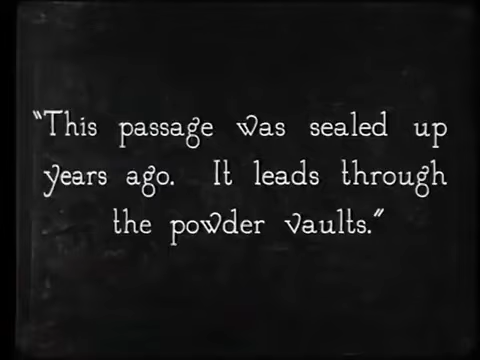 "This passage was sealed up
years ago. It leads through
the powder vaults."